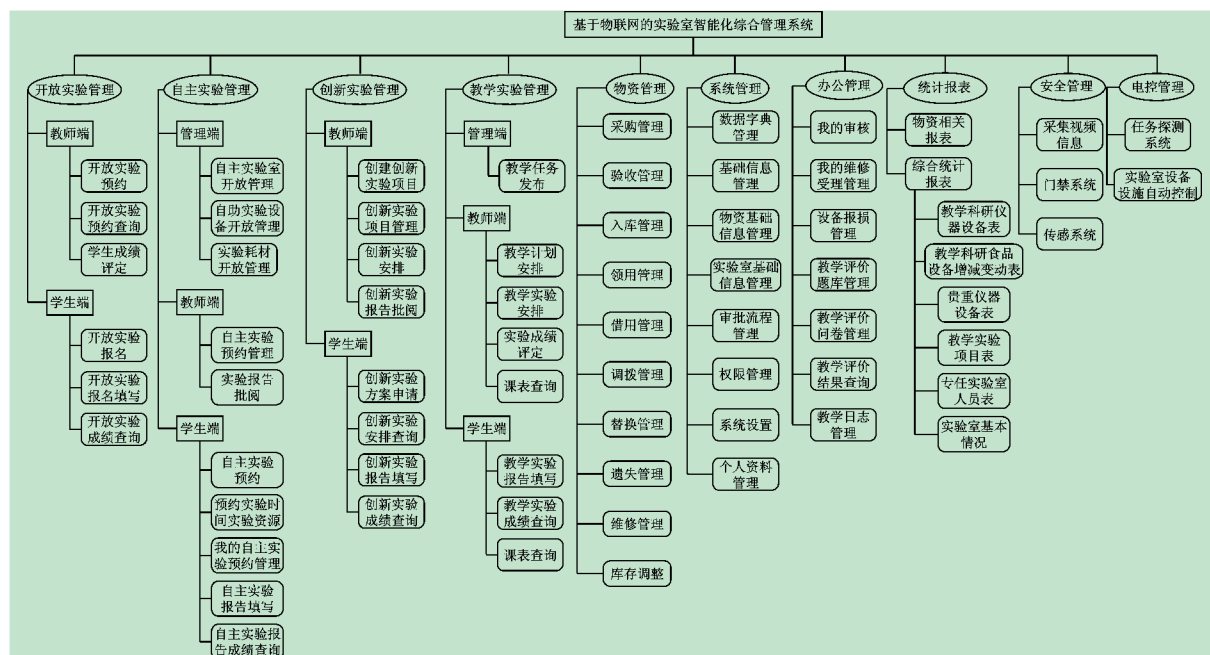 基于物联网的实验室智能化综合管理系统
开放实验管理
教师端
开放实验
预约
开放实验
预约查询
学生成绩
评定
学生端
开放实验
报名
开放实验
报名填写
开放实验
成绩查询
自主实验管理
管理端
自主实验室
开放管理
自助实验设
备开放管理
实验耗材
开放管理
教师端
自主实验
预约管理
实验报告
批阅
学生端
自主实验
预约
预约实验时
间实验资源
我的自主实
验预约管理
自主实验
报告填写
自主实验报
告成绩查询
创新实验管理
教师端
创建创新
实验项目
创新实验
项目管理
创新实验
安排
创新实验
报告批阅
学生端
创新实验
方案申请
创新实验
安排查询
创新实验
报告填写
创新实验
成绩查询
教学实验管理
管理端
教学任务
发布
教师端
教学计划
安排
教学实验
安排
实验成绩
评定
课表查询
学生端
教学实验
报告填写
教学实验
成绩查询
课表查询
物资管理
采购管理
验收管理
入库管理
领用管理
借用管理
调拨管理
替换管理
遗失管理
维修管理
库存调整
系统管理
数据字典
管理
基础信息
管理
物资基础
信息管理
实验室基础
信息管理
审批流程
管理
权限管理
系统设置
个人资料
管理
办公管理
我的审核
我的维修
受理管理
设备报损
管理
教学评价
题库管理
教学评价
问卷管理
教学评价
结果查询
教学日志
管理
统计报表
物资相关
报表
综合统计
报表
教学科研仪
器设备表
教学科研食品
设备增减变动表
贵重仪器
设备表
教学实验
项目表
专任实验室
人员表
实验室基本
情况
安全管理
采集视频
信息
门禁系统
传感系统
电控管理
任务探测
系统
实验室设备
设施自动控制